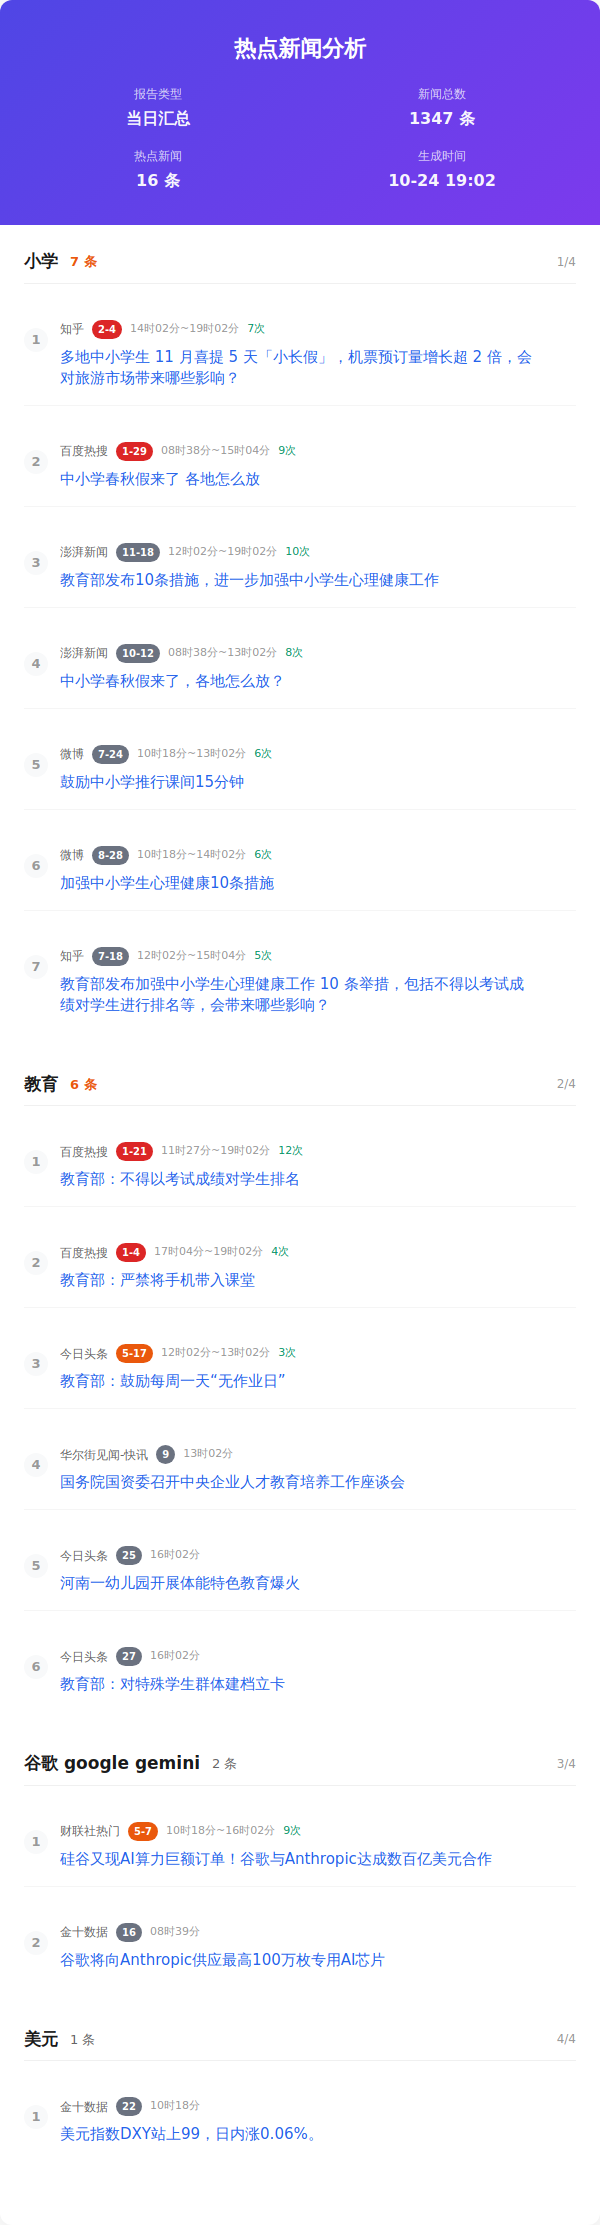 热点新闻分析
报告类型
当日汇总
新闻总数
1347 条
热点新闻
16 条
生成时间
10-24 19:02
小学 7 条 1/4
1
知乎 2-4 14时02分~19时02分 7次
多地中小学生 11 月喜提 5 天「小长假」，机票预订量增长超 2 倍，会
对旅游市场带来哪些影响？
2
百度热搜 1-29 08时38分~15时04分 9次
中小学春秋假来了 各地怎么放
3
澎湃新闻 11-18 12时02分~19时02分 10次
教育部发布10条措施，进一步加强中小学生心理健康工作
4
澎湃新闻 10-12 08时38分~13时02分 8次
中小学春秋假来了，各地怎么放？
5
微博 7-24 10时18分~13时02分 6次
鼓励中小学推行课间15分钟
6
微博 8-28 10时18分~14时02分 6次
加强中小学生心理健康10条措施
7
知乎 7-18 12时02分~15时04分 5次
教育部发布加强中小学生心理健康工作 10 条举措，包括不得以考试成
绩对学生进行排名等，会带来哪些影响？
教育 6 条 2/4
1
百度热搜 1-21 11时27分~19时02分 12次
教育部：不得以考试成绩对学生排名
2
百度热搜 1-4 17时04分~19时02分 4次
教育部：严禁将手机带入课堂
3
今日头条 5-17 12时02分~13时02分 3次
教育部：鼓励每周一天“无作业日”
4
华尔街见闻-快讯 9 13时02分
国务院国资委召开中央企业人才教育培养工作座谈会
5
今日头条 25 16时02分
河南一幼儿园开展体能特色教育爆火
6
今日头条 27 16时02分
教育部：对特殊学生群体建档立卡
谷歌 google gemini 2 条 3/4
1
财联社热门 5-7 10时18分~16时02分 9次
硅谷又现AI算力巨额订单！谷歌与Anthropic达成数百亿美元合作
2
金十数据 16 08时39分
谷歌将向Anthropic供应最高100万枚专用AI芯片
美元 1 条 4/4
1
金十数据 22 10时18分
美元指数DXY站上99，日内涨0.06%。